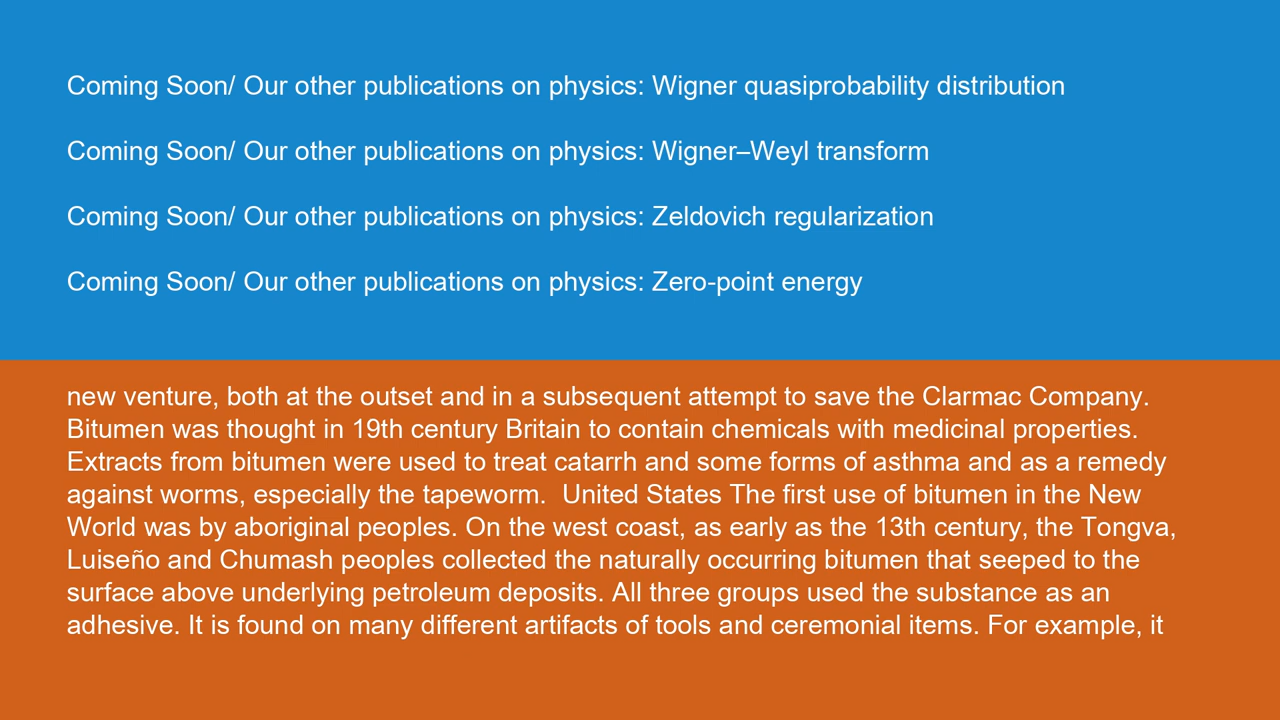 Coming Soon/ Our other publications on physics: Wigner quasiprobability distribution
Coming Soon/ Our other publications on physics: Wigner–Weyl transform
Coming Soon/ Our other publications on physics: Zeldovich regularization
Coming Soon/ Our other publications on physics: Zero-point energy
new venture, both at the outset and in a subsequent attempt to save the Clarmac Company.
Bitumen was thought in 19th century Britain to contain chemicals with medicinal properties.
Extracts from bitumen were used to treat catarrh and some forms of asthma and as a remedy
against worms, especially the tapeworm.  United States The first use of bitumen in the New
World was by aboriginal peoples. On the west coast, as early as the 13th century, the Tongva,
Luiseño and Chumash peoples collected the naturally occurring bitumen that seeped to the
surface above underlying petroleum deposits. All three groups used the substance as an
adhesive. It is found on many different artifacts of tools and ceremonial items. For example, it